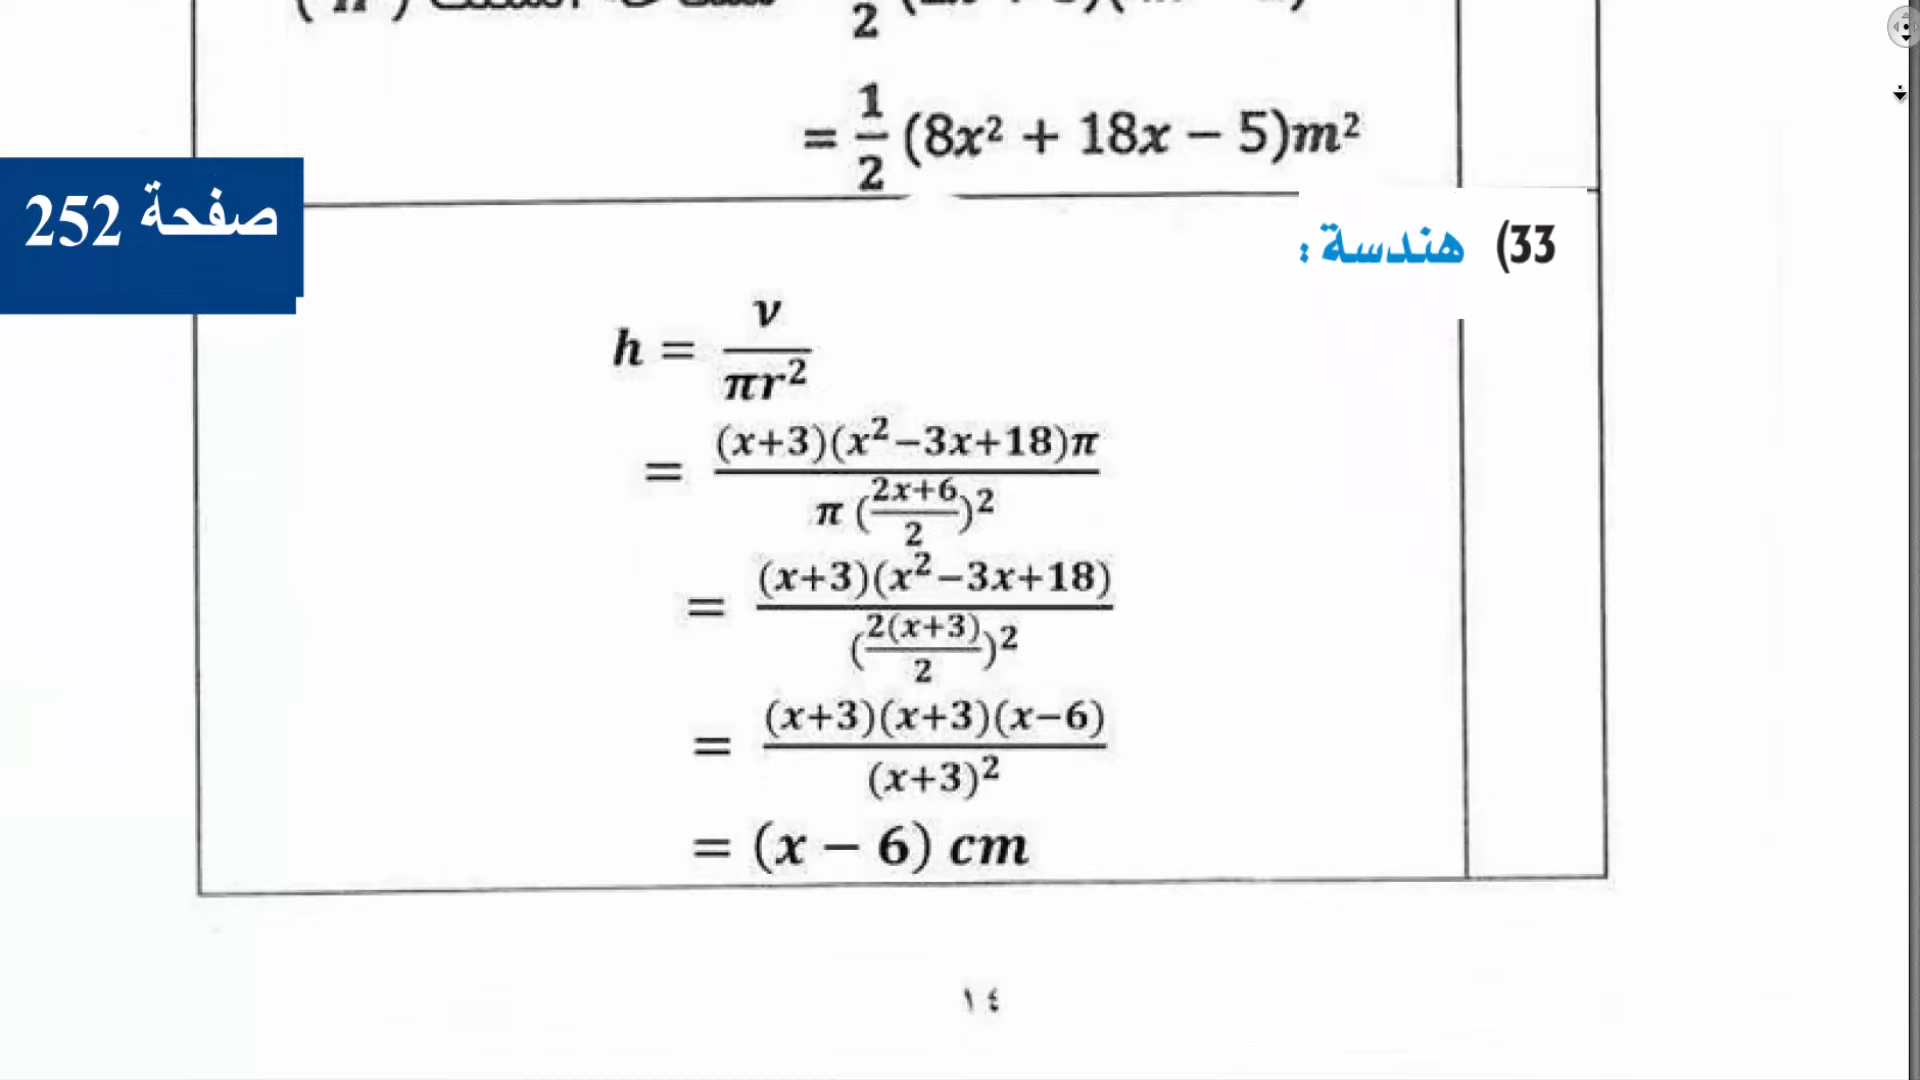 = 1/2 (8x² + 18x − 5)m²
صفحة 252
33) هندسة :
h = v/πr²
= (x+3)(x²−3x+18)π / π ((2x+6)/2)²
= (x+3)(x²−3x+18) / (2(x+3)/2)²
= (x+3)(x+3)(x−6) / (x+3)²
= (x − 6) cm
١٤